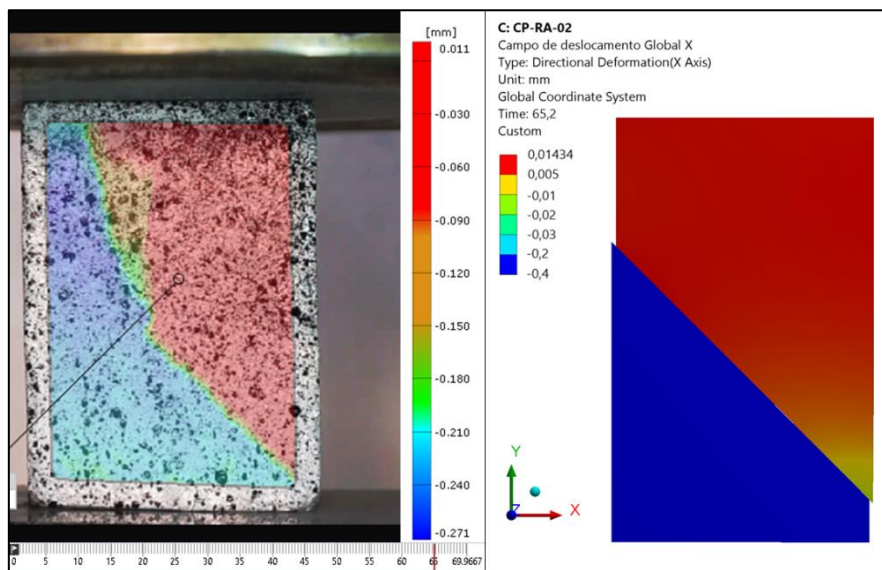 [mm]
0.011
-0.030
-0.060
-0.090
-0.120
-0.150
-0.180
-0.210
-0.240
-0.271
0 5 10 15 20 25 30 35 40 45 50 55 60 65 69.9667
C: CP-RA-02
Campo de deslocamento Global X
Type: Directional Deformation(X Axis)
Unit: mm
Global Coordinate System
Time: 65,2
Custom
0,01434
0,005
-0,01
-0,02
-0,03
-0,2
-0,4
Y
Z
X